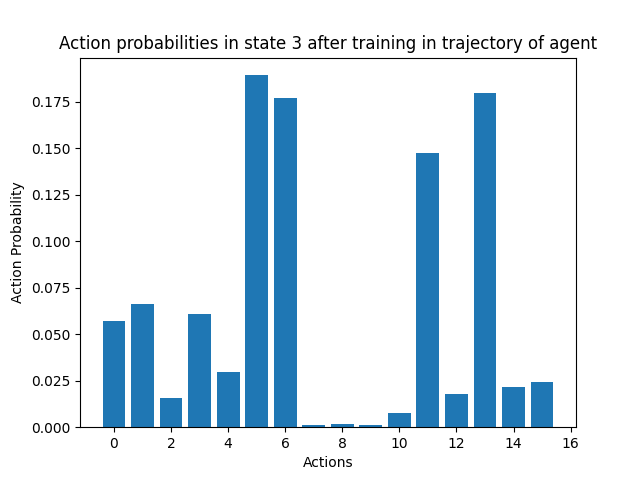 Action probabilities in state 3 after training in trajectory of agent
0.175
0.150
0.125
0.100
0.075
0.050
0.025
0.000
Action Probability
0 2 4 6 8 10 12 14 16
Actions